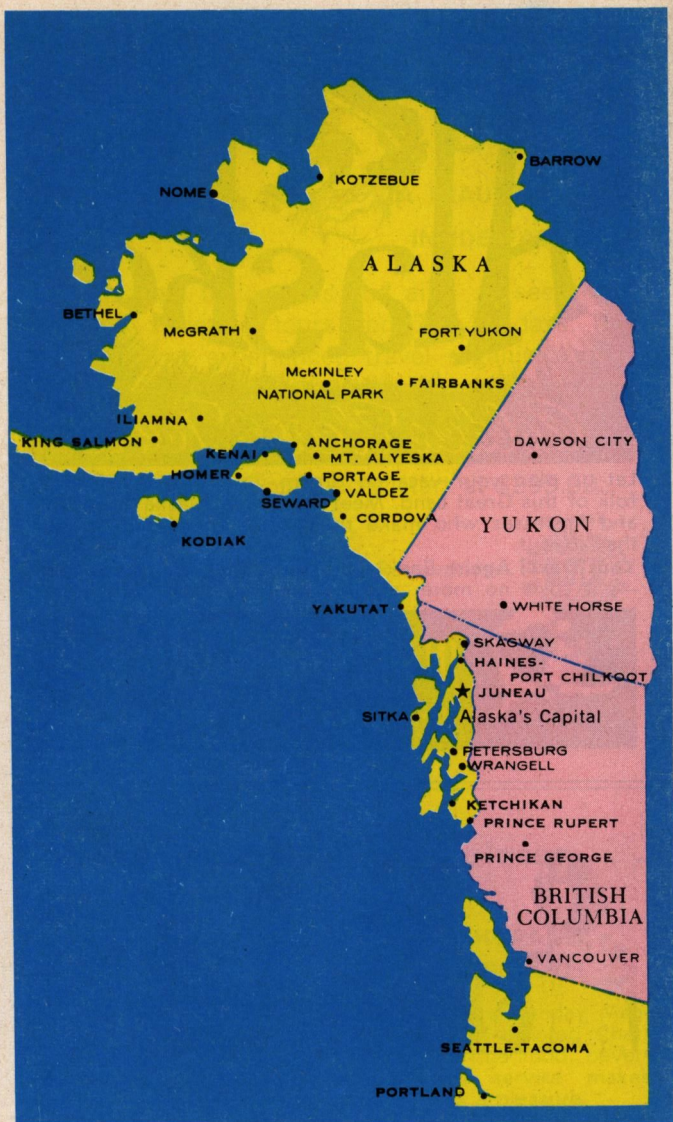 BARROW
KOTZEBUE
NOME
ALASKA
BETHEL
McGRATH
FORT YUKON
McKINLEY
NATIONAL PARK
FAIRBANKS
ILIAMNA
KING SALMON
ANCHORAGE
KENAI
MT. ALYESKA
HOMER
PORTAGE
SEWARD
VALDEZ
CORDOVA
KODIAK
DAWSON CITY
YUKON
YAKUTAT
WHITE HORSE
SKAGWAY
HAINES-
PORT CHILKOOT
JUNEAU
SITKA
Alaska's Capital
PETERSBURG
WRANGELL
KETCHIKAN
PRINCE RUPERT
PRINCE GEORGE
BRITISH
COLUMBIA
VANCOUVER
SEATTLE-TACOMA
PORTLAND